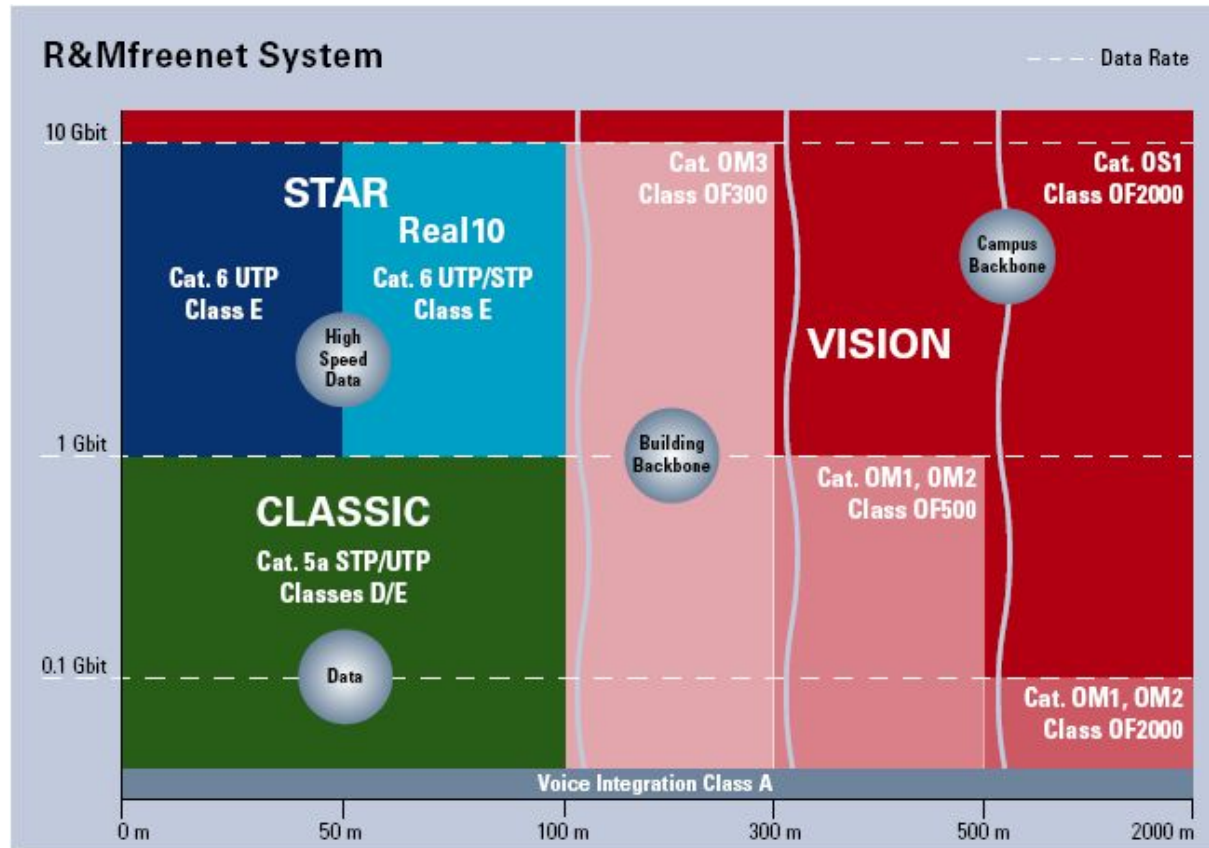 R&Mfreenet System
Data Rate
10 Gbit
STAR
Real10
Cat. 6 UTP
Class E
Cat. 6 UTP/STP
Class E
High
Speed
Data
Cat. OM3
Class OF300
Cat. OS1
Class OF2000
Campus
Backbone
VISION
1 Gbit
Building
Backbone
Cat. OM1, OM2
Class OF500
CLASSIC
Cat. 5a STP/UTP
Classes D/E
0.1 Gbit
Data
Cat. OM1, OM2
Class OF2000
Voice Integration Class A
0 m
50 m
100 m
300 m
500 m
2000 m